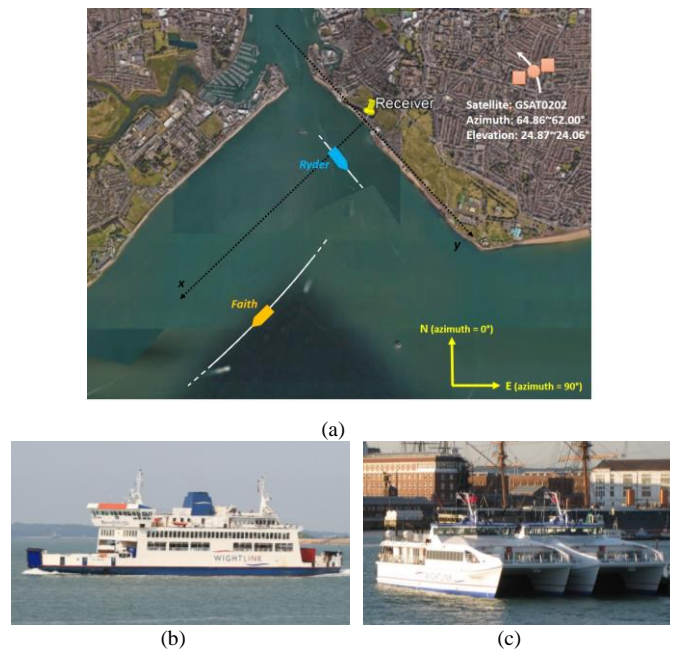 Receiver
Satellite: GSAT0202
Azimuth: 64.86~62.00°
Elevation: 24.87~24.06°
Ryder
y
x
Faith
N (azimuth = 0°)
E (azimuth = 90°)
(a)
WIGHTLINK
WIGHTLINK
(b)
(c)